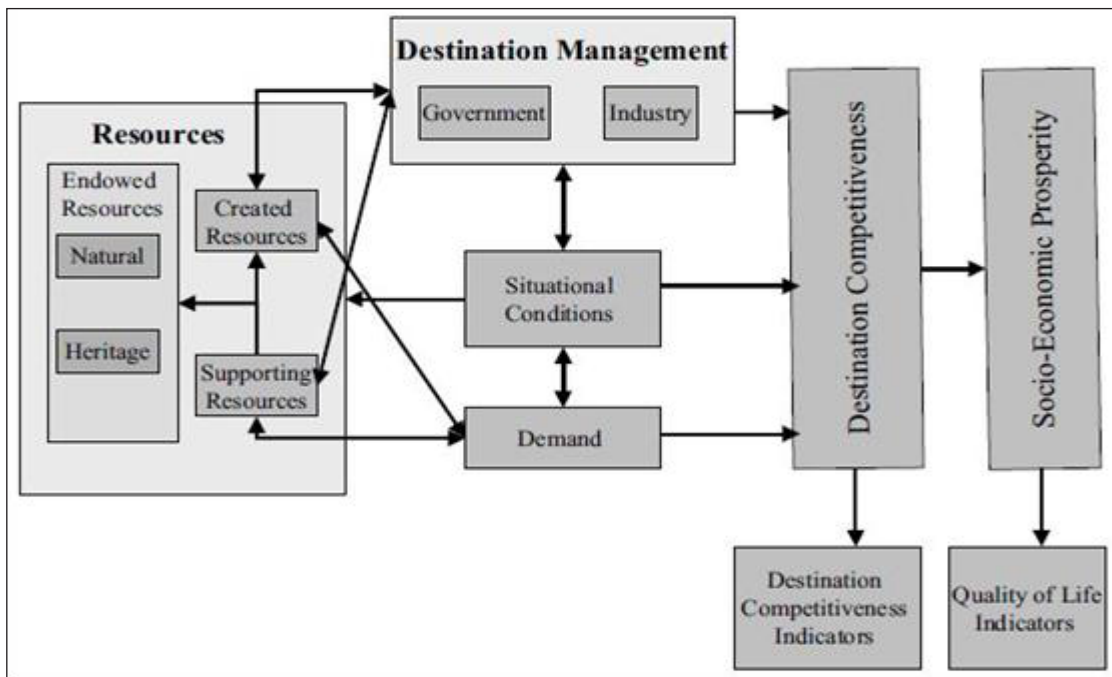 Destination Management
Government
Industry
Resources
Endowed
Resources
Natural
Heritage
Created
Resources
Supporting
Resources
Situational
Conditions
Demand
Destination Competitiveness
Socio-Economic Prosperity
Destination
Competitiveness
Indicators
Quality of Life
Indicators